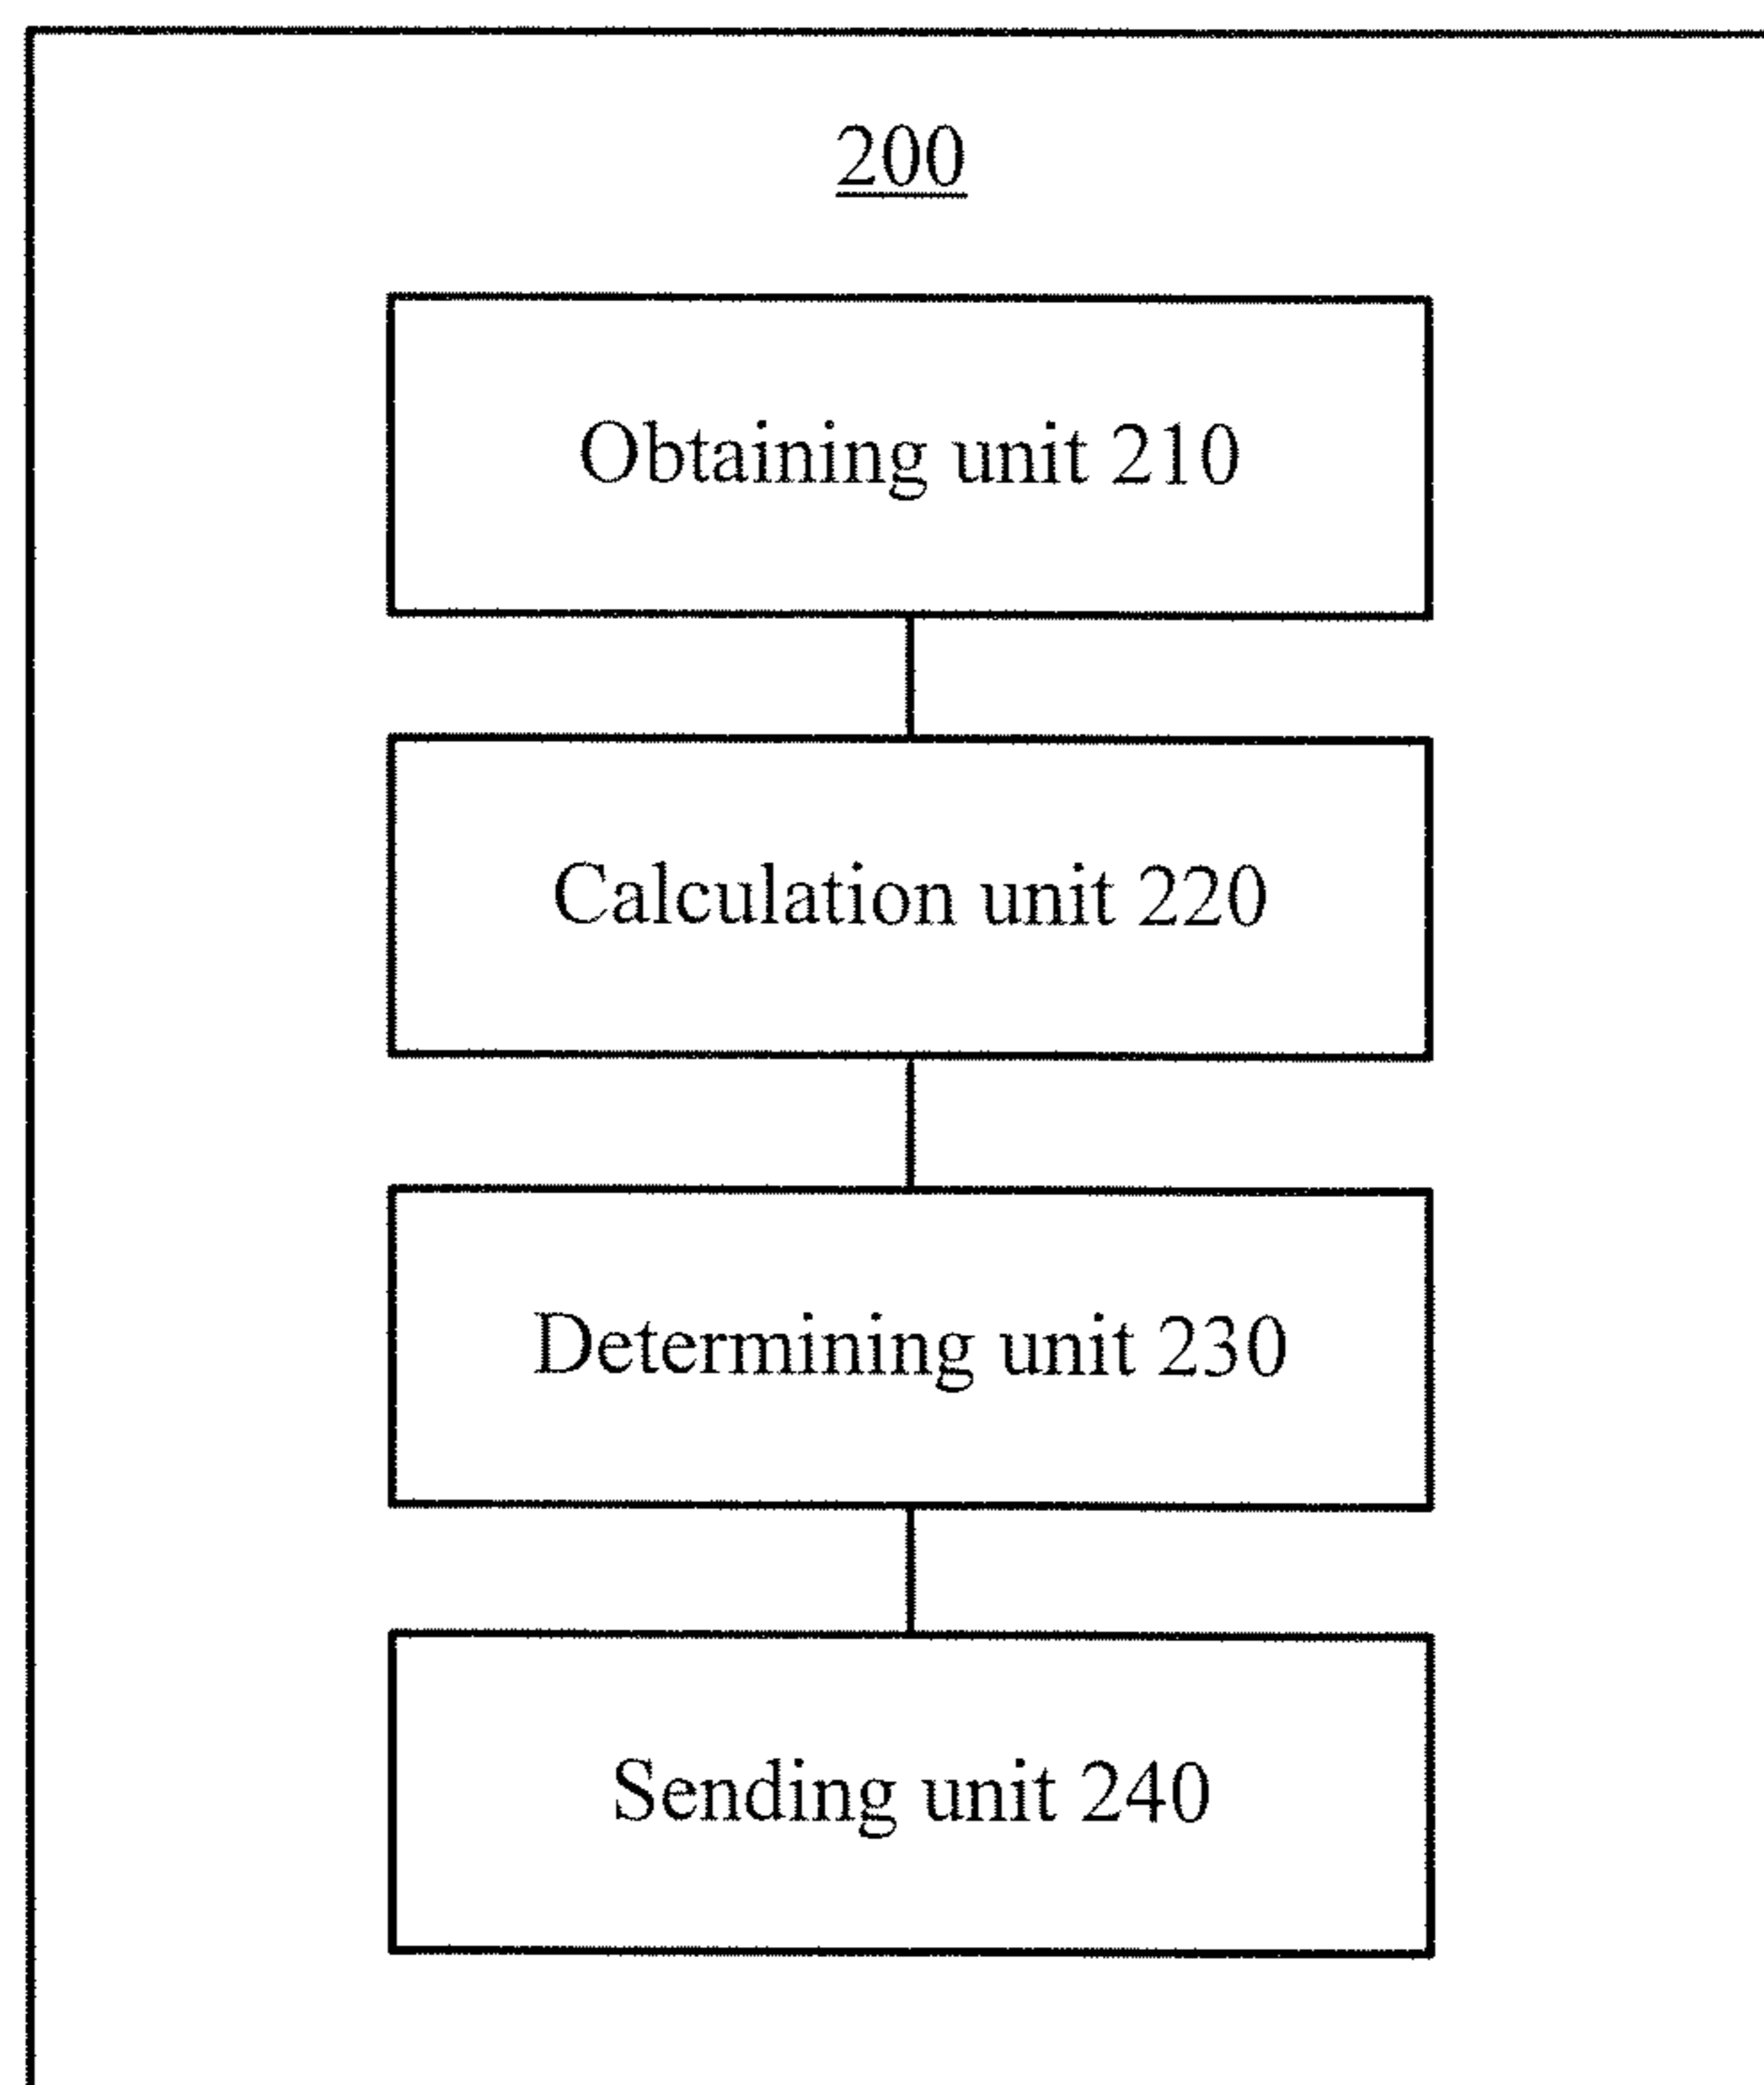 200
Obtaining unit 210
Calculation unit 220
Determining unit 230
Sending unit 240